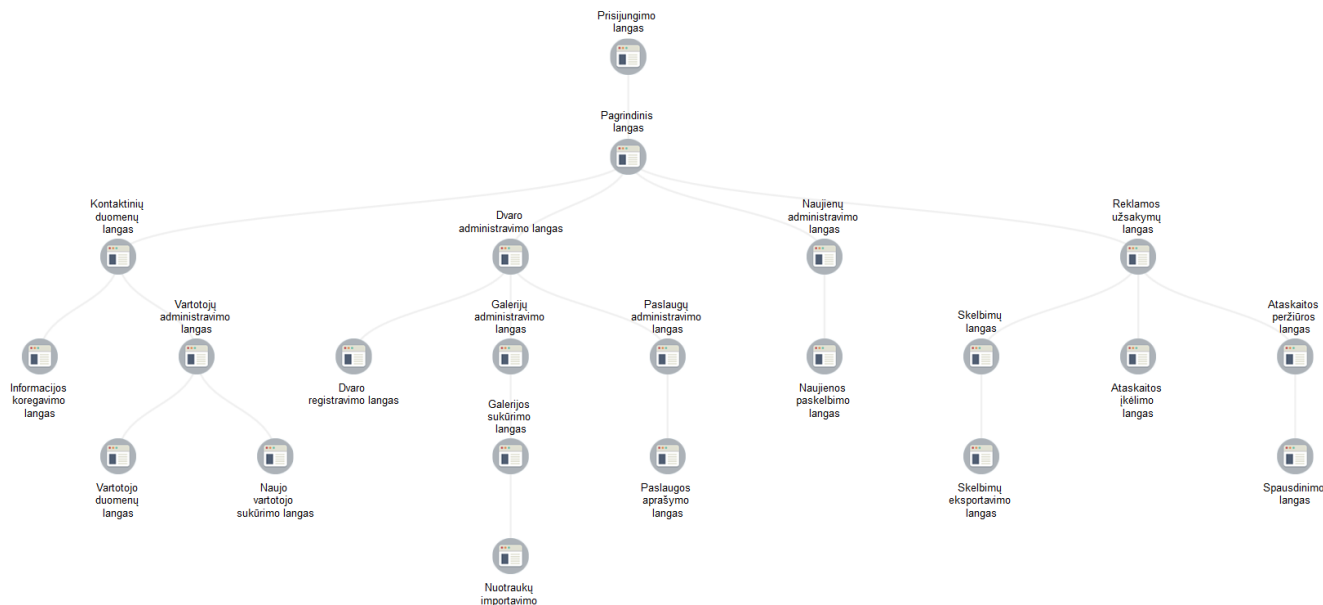 Prisijungimo
langas
Pagrindinis
langas
Kontaktinių
duomenų
langas
Dvaro
administravimo langas
Naujienų
administravimo
langas
Reklamos
užsakymų
langas
Vartotojų
administravimo
langas
Galerijų
administravimo
langas
Paslaugų
administravimo
langas
Skelbimų
langas
Ataskaitos
peržiūros
langas
Informacijos
koregavimo
langas
Dvaro
registravimo langas
Galerijos
sukūrimo
langas
Naujienos
paskelbimo
langas
Ataskaitos
įkėlimo
langas
Vartotojo
duomenų
langas
Naujo
vartotojo
sukūrimo langas
Paslaugos
aprašymo
langas
Skelbimų
eksportavimo
langas
Spausdinimo
langas
Nuotraukų
importavimo